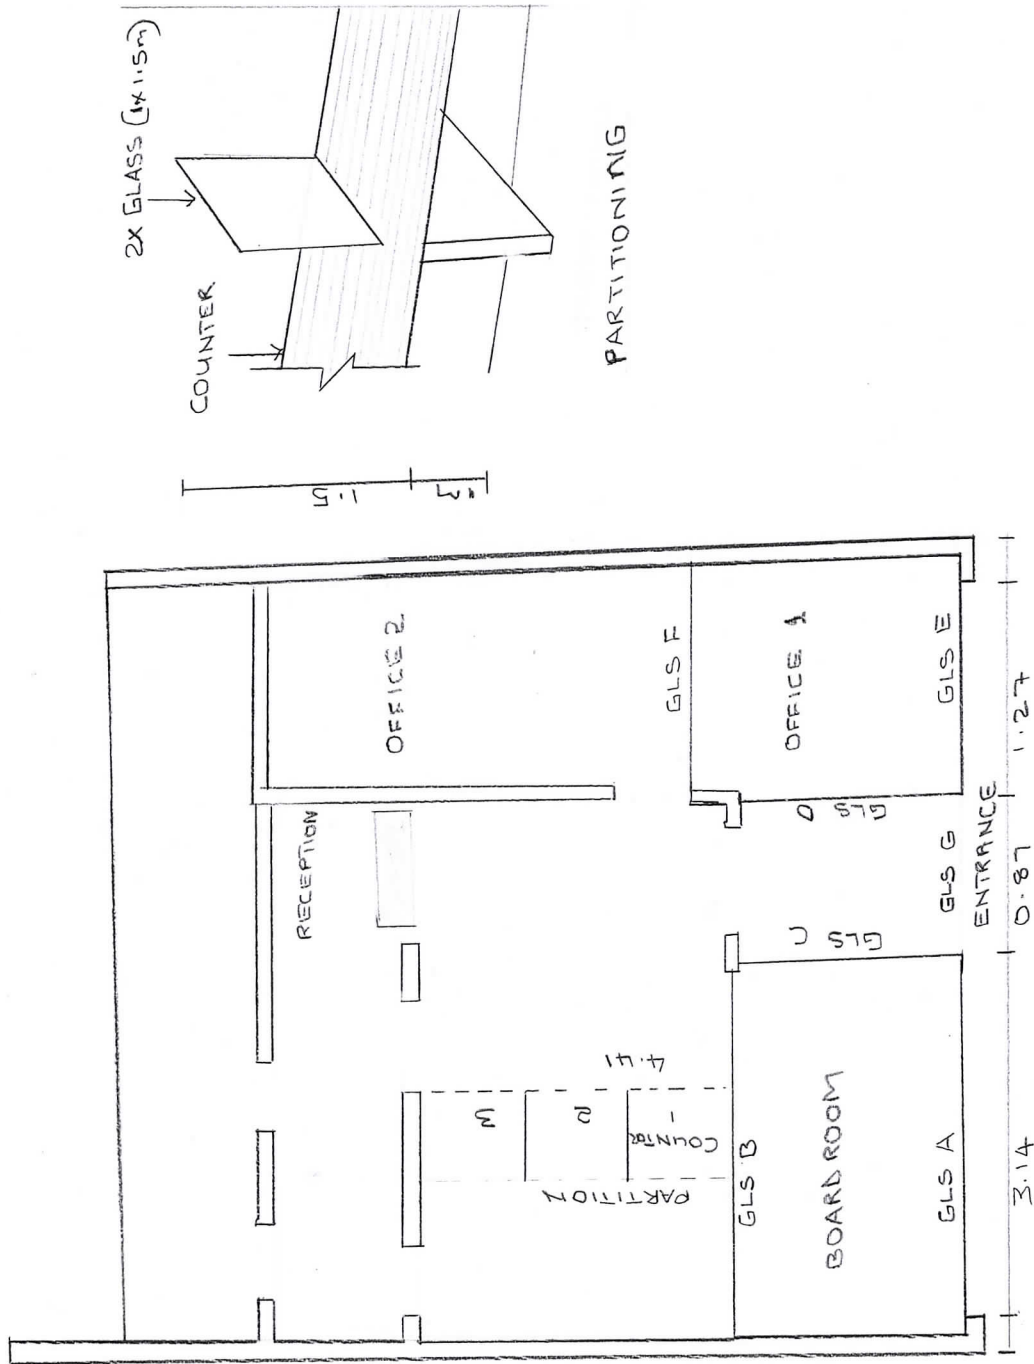 2X GLASS (1X1.5m)
COUNTER
1.5
PARTITIONING
RECEPTION
OFFICE 2
GLS F
OFFICE 1
GLS E
GLS D
GLS C
GLS G
ENTRANCE
4.41
3
2
1
COUNTER
PARTITION
GLS B
BOARD ROOM
GLS A
3.14
0.87
1.27